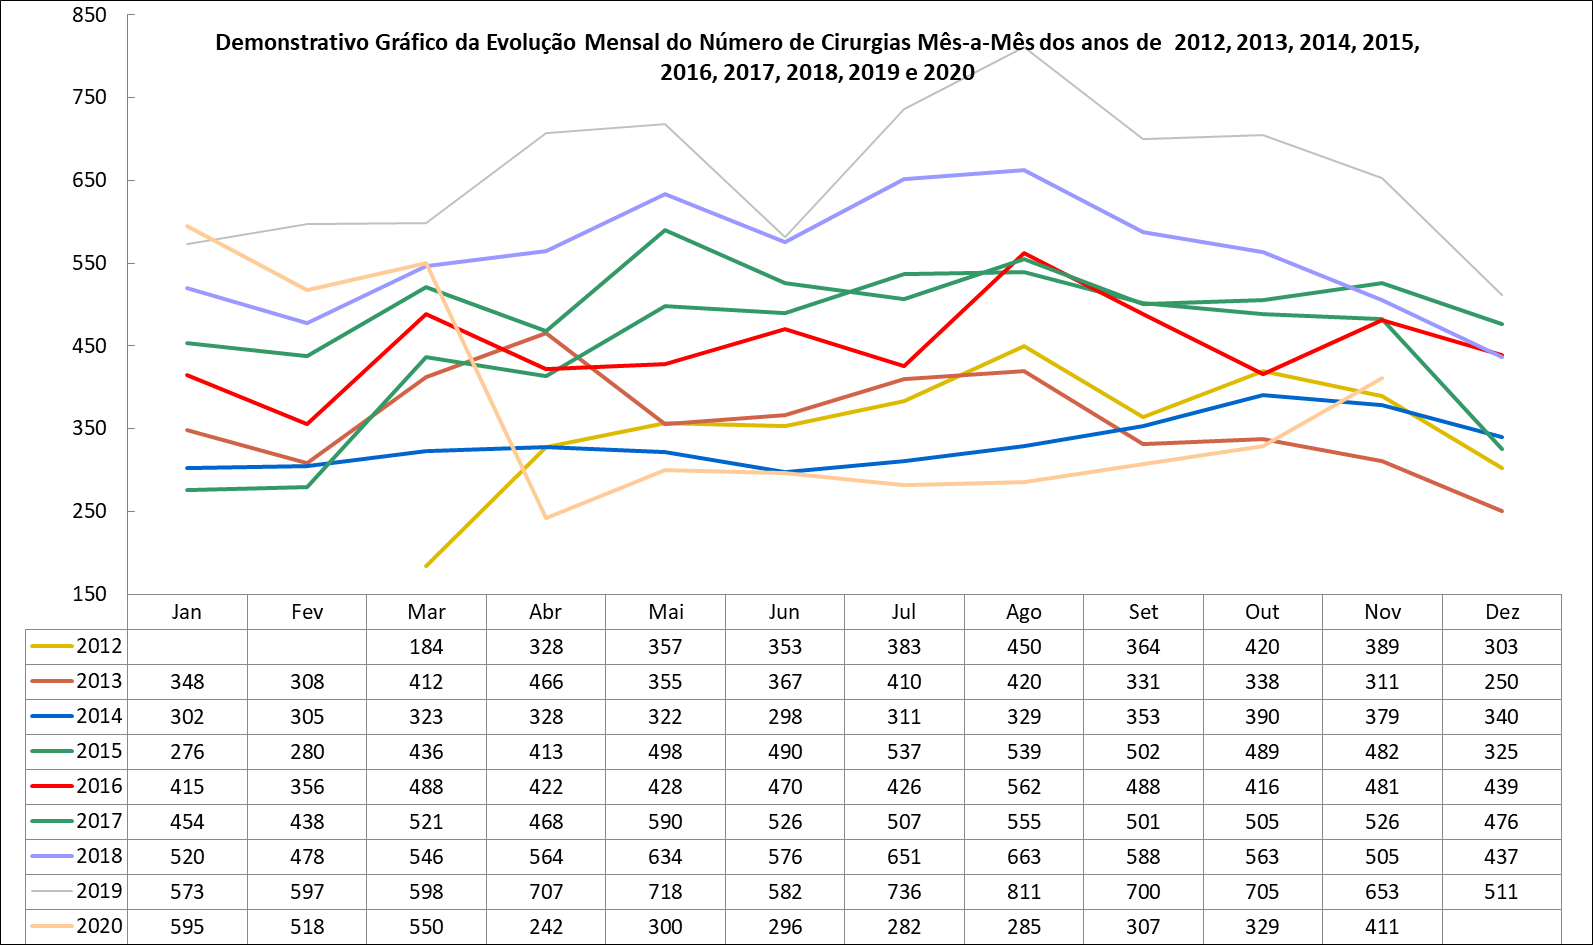 850
Demonstrativo Gráfico da Evolução Mensal do Número de Cirurgias Mês-a-Mês dos anos de 2012, 2013, 2014, 2015,
2016, 2017, 2018, 2019 e 2020
750
650
550
450
350
250
150
Jan Fev Mar Abr Mai Jun Jul Ago Set Out Nov Dez
2012 184 328 357 353 383 450 364 420 389 303
2013 348 308 412 466 355 367 410 420 331 338 311 250
2014 302 305 323 328 322 298 311 329 353 390 379 340
2015 276 280 436 413 498 490 537 539 502 489 482 325
2016 415 356 488 422 428 470 426 562 488 416 481 439
2017 454 438 521 468 590 526 507 555 501 505 526 476
2018 520 478 546 564 634 576 651 663 588 563 505 437
2019 573 597 598 707 718 582 736 811 700 705 653 511
2020 595 518 550 242 300 296 282 285 307 329 411